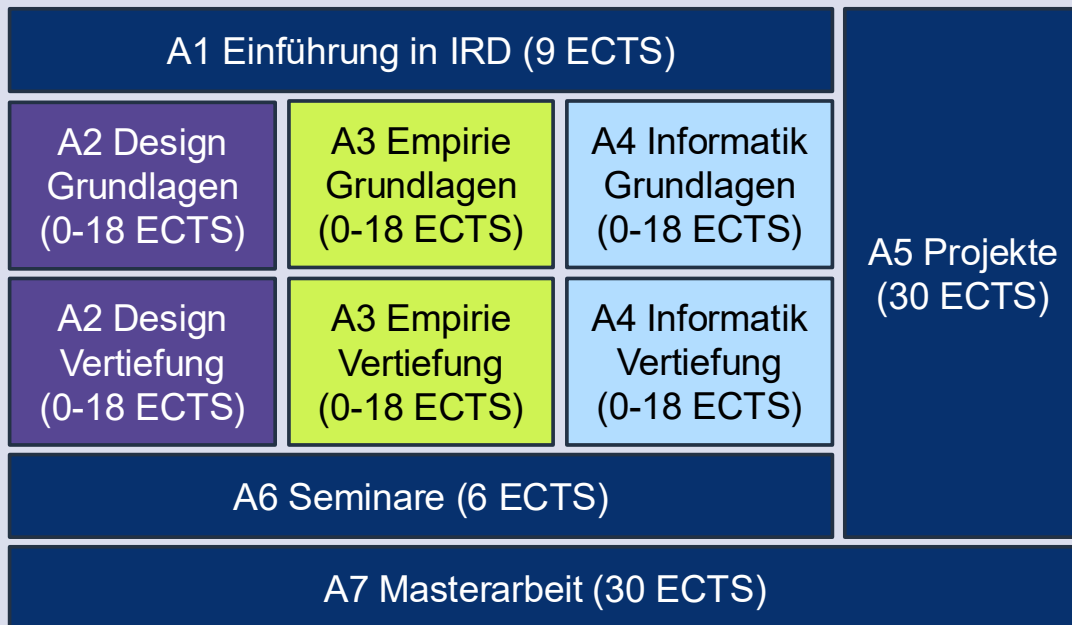 A1 Einführung in IRD (9 ECTS)
A2 Design
Grundlagen
(0-18 ECTS)
A3 Empirie
Grundlagen
(0-18 ECTS)
A4 Informatik
Grundlagen
(0-18 ECTS)
A5 Projekte
(30 ECTS)
A2 Design
Vertiefung
(0-18 ECTS)
A3 Empirie
Vertiefung
(0-18 ECTS)
A4 Informatik
Vertiefung
(0-18 ECTS)
A6 Seminare (6 ECTS)
A7 Masterarbeit (30 ECTS)